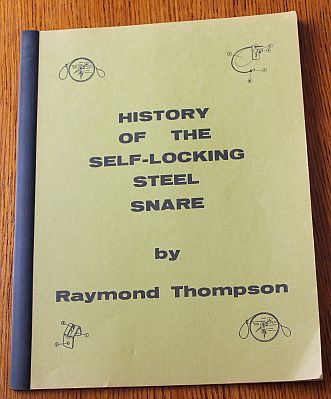 HISTORY
OF THE
SELF-LOCKING
STEEL
SNARE
by
Raymond Thompson